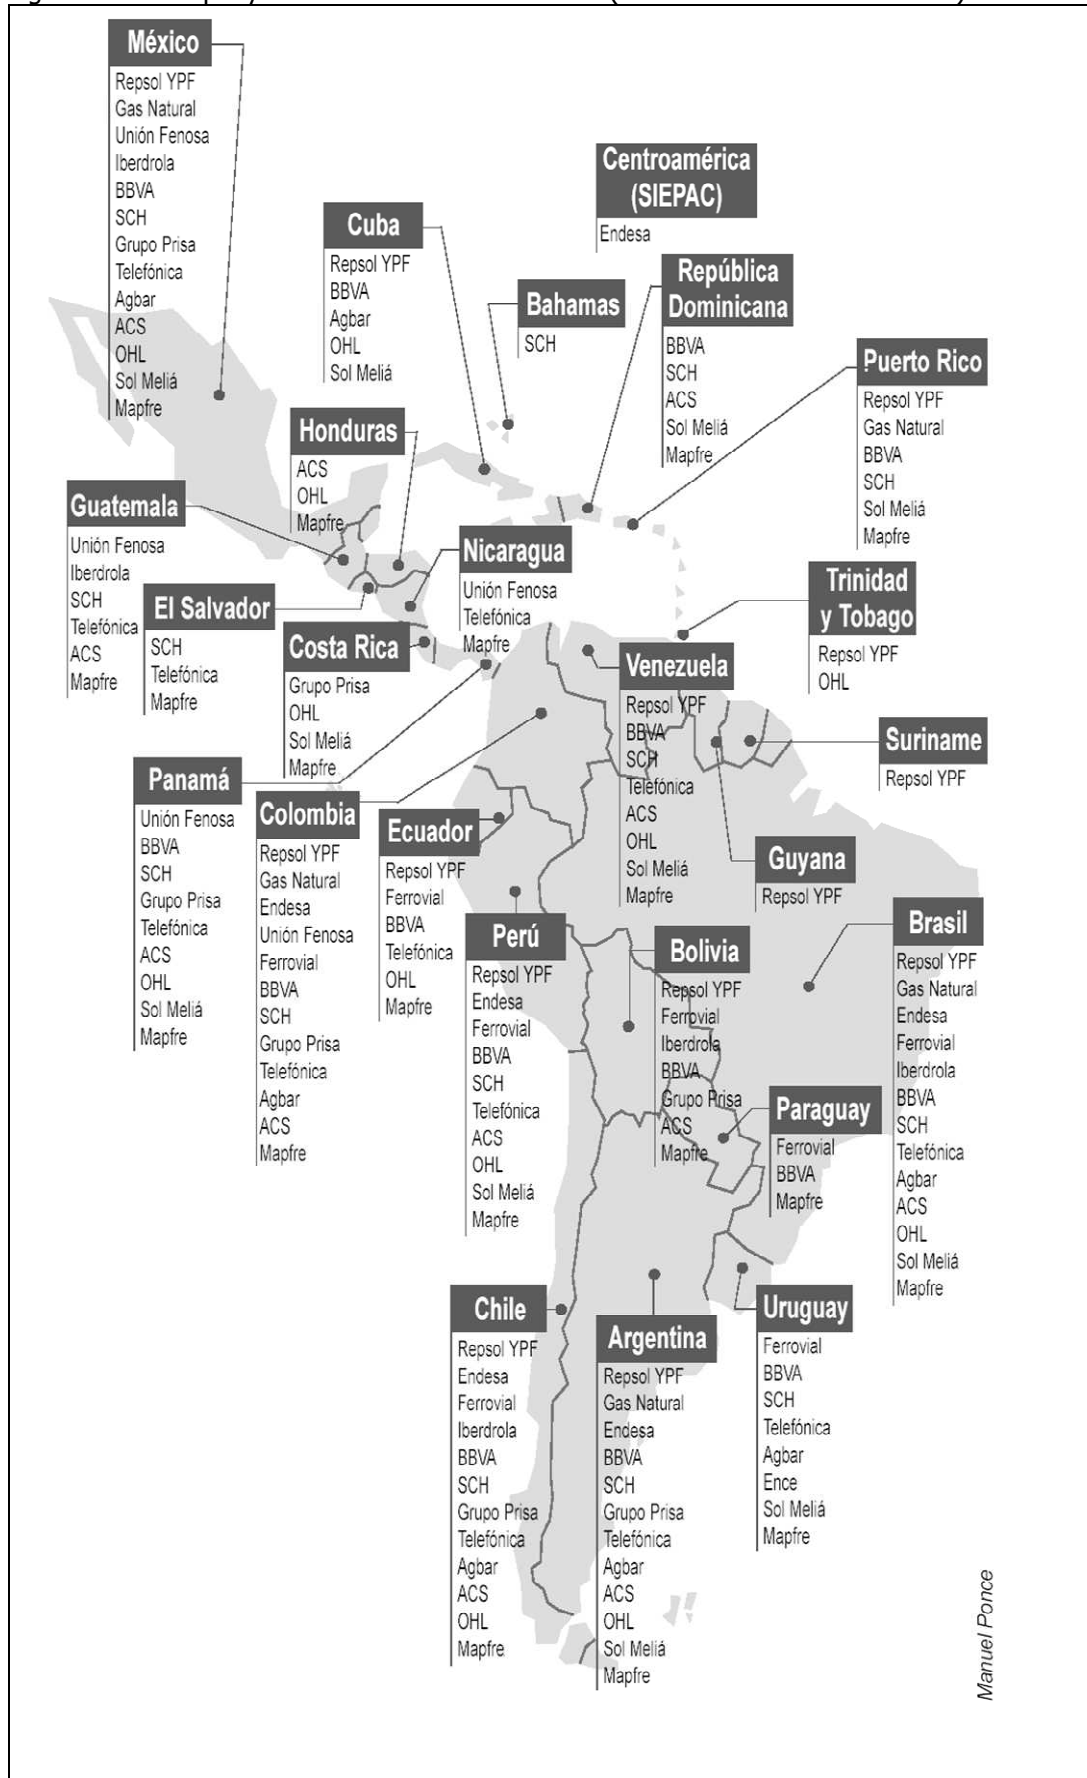 México
Repsol YPF
Gas Natural
Unión Fenosa
Iberdrola
BBVA
SCH
Grupo Prisa
Telefónica
Agbar
ACS
OHL
Sol Meliá
Mapfre
Centroamérica
(SIEPAC)
Endesa
Cuba
Repsol YPF
BBVA
Agbar
OHL
Sol Meliá
Bahamas
SCH
República
Dominicana
BBVA
SCH
ACS
Sol Meliá
Mapfre
Puerto Rico
Repsol YPF
Gas Natural
BBVA
SCH
Sol Meliá
Mapfre
Honduras
ACS
OHL
Mapfre
Guatemala
Unión Fenosa
Iberdrola
SCH
Telefónica
ACS
Mapfre
El Salvador
SCH
Telefónica
Mapfre
Nicaragua
Unión Fenosa
Telefónica
Mapfre
Costa Rica
Grupo Prisa
OHL
Sol Meliá
Mapfre
Trinidad
y Tobago
Repsol YPF
OHL
Venezuela
Repsol YPF
BBVA
SCH
Telefónica
ACS
OHL
Sol Meliá
Mapfre
Suriname
Repsol YPF
Panamá
Unión Fenosa
BBVA
SCH
Grupo Prisa
Telefónica
ACS
OHL
Sol Meliá
Mapfre
Colombia
Repsol YPF
Gas Natural
Endesa
Unión Fenosa
Ferrovial
BBVA
SCH
Grupo Prisa
Telefónica
Agbar
ACS
Mapfre
Ecuador
Repsol YPF
Ferrovial
BBVA
Telefónica
OHL
Mapfre
Guyana
Repsol YPF
Perú
Repsol YPF
Endesa
Ferrovial
BBVA
SCH
Telefónica
ACS
OHL
Sol Meliá
Mapfre
Bolivia
Repsol YPF
Ferrovial
Iberdrola
BBVA
Grupo Prisa
ACS
Mapfre
Brasil
Repsol YPF
Gas Natural
Endesa
Ferrovial
Iberdrola
BBVA
SCH
Telefónica
Agbar
ACS
OHL
Sol Meliá
Mapfre
Paraguay
Ferrovial
BBVA
Mapfre
Chile
Repsol YPF
Endesa
Ferrovial
Iberdrola
BBVA
SCH
Grupo Prisa
Telefónica
Agbar
ACS
OHL
Mapfre
Argentina
Repsol YPF
Gas Natural
Endesa
BBVA
SCH
Grupo Prisa
Telefónica
Agbar
ACS
OHL
Sol Meliá
Mapfre
Uruguay
Ferrovial
BBVA
SCH
Telefónica
Agbar
Ence
Sol Meliá
Mapfre
Manuel Ponce